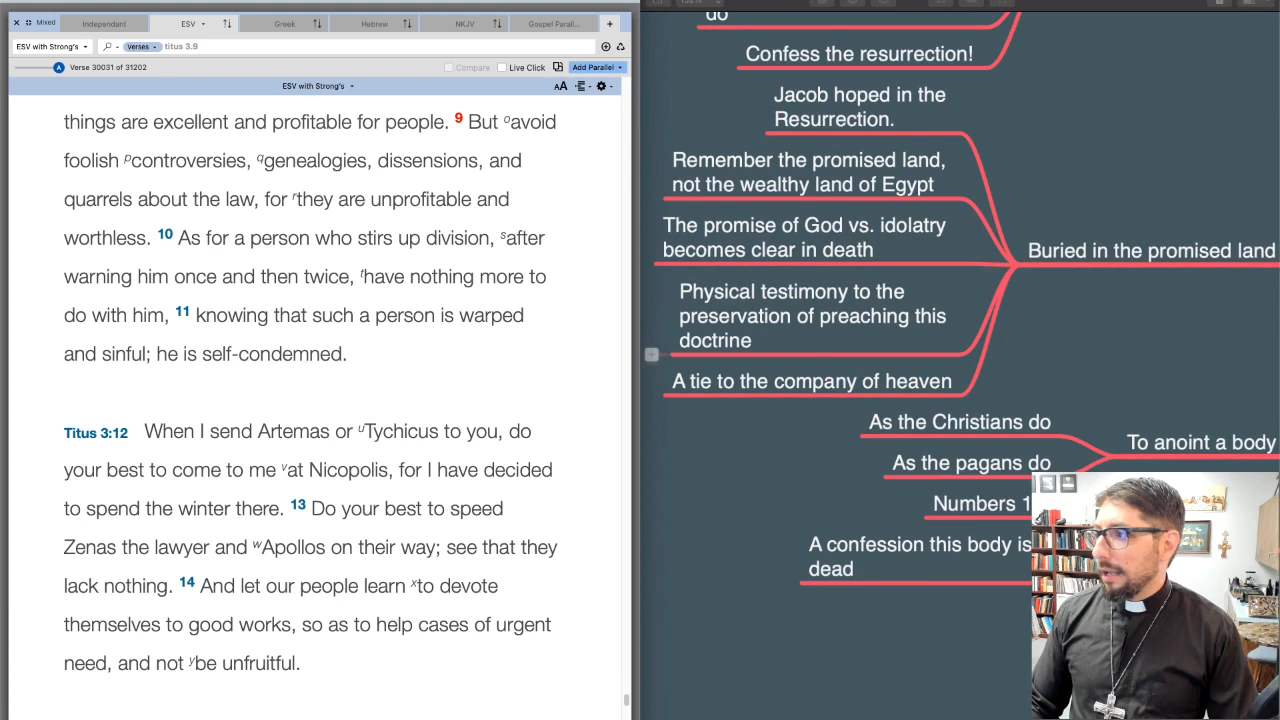 Mixed
Independant
ESV
Greek
Hebrew
NKJV
Gospel Parall...
ESV with Strong's
Verses
titus 3.9
A
Verse 30031 of 31202
Compare
Live Click
Add Parallel
ESV with Strong's
AA
things are excellent and profitable for people. 9 But oavoid
foolish pcontroversies, qgenealogies, dissensions, and
quarrels about the law, for rthey are unprofitable and
worthless. 10 As for a person who stirs up division, safter
warning him once and then twice, thave nothing more to
do with him, 11 knowing that such a person is warped
and sinful; he is self-condemned.
Titus 3:12 When I send Artemas or uTychicus to you, do
your best to come to me vat Nicopolis, for I have decided
to spend the winter there. 13 Do your best to speed
Zenas the lawyer and wApollos on their way; see that they
lack nothing. 14 And let our people learn xto devote
themselves to good works, so as to help cases of urgent
need, and not ybe unfruitful.
do
Confess the resurrection!
Jacob hoped in the
Resurrection.
Remember the promised land,
not the wealthy land of Egypt
The promise of God vs. idolatry
becomes clear in death
Physical testimony to the
preservation of preaching this
doctrine
A tie to the company of heaven
Buried in the promised land
As the Christians do
As the pagans do
To anoint a body
Numbers 1
A confession this body is
dead